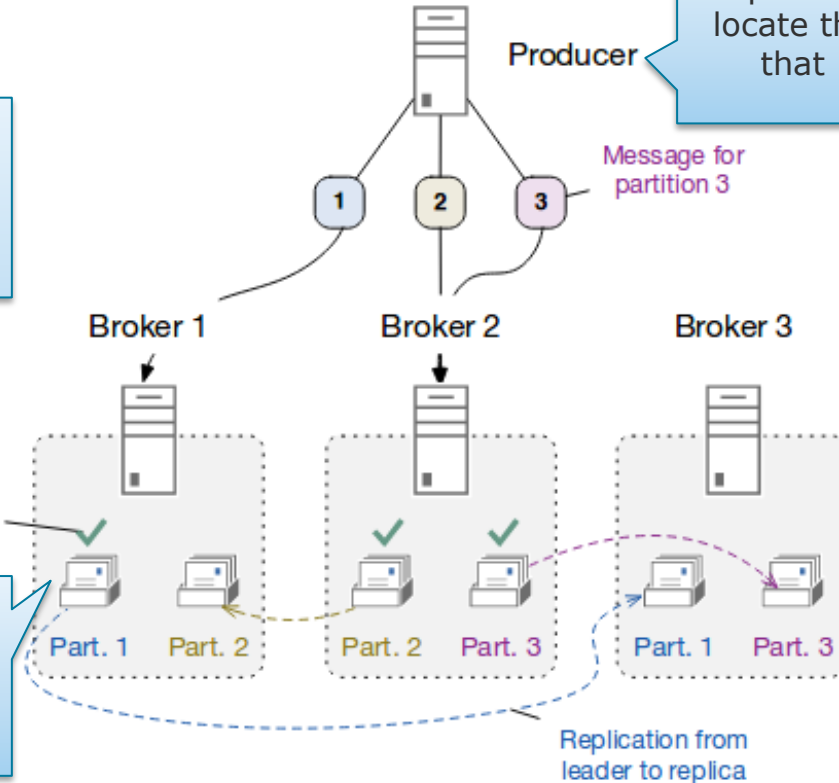 locate th
that
Producer
Message for
partition 3
1
2
3
Broker 1
Broker 2
Broker 3
Part. 1
Part. 2
Part. 2
Part. 3
Part. 1
Part. 3
Replication from
leader to replica